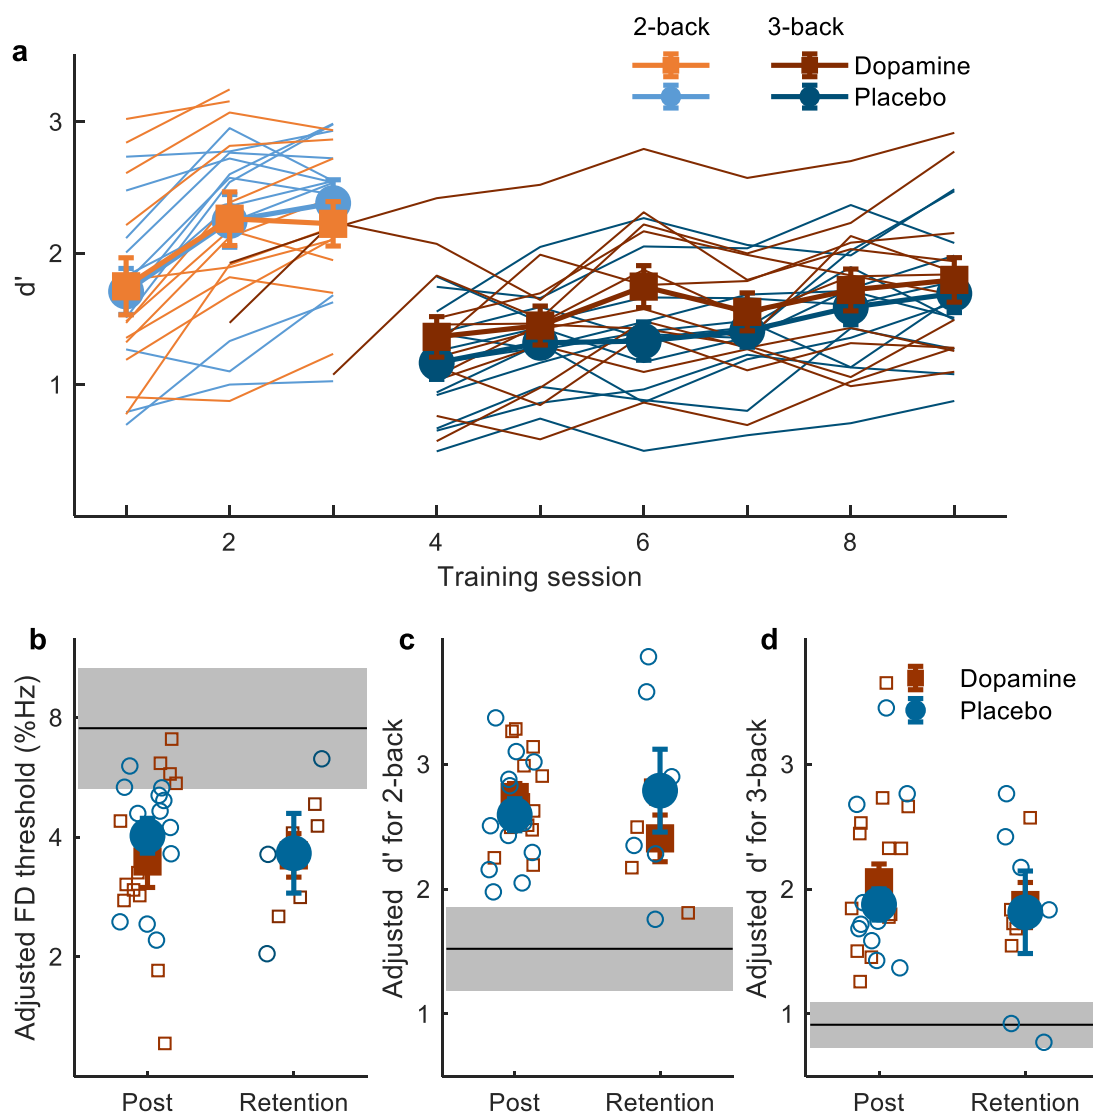 a
2-back 3-back
Dopamine
Placebo
3
2
1
d'
2 4 6 8
Training session
b
8
4
2
Adjusted FD threshold (%Hz)
Post Retention
c
3
2
1
Adjusted d' for 2-back
Post Retention
d
Dopamine
Placebo
3
2
1
Adjusted d' for 3-back
Post Retention